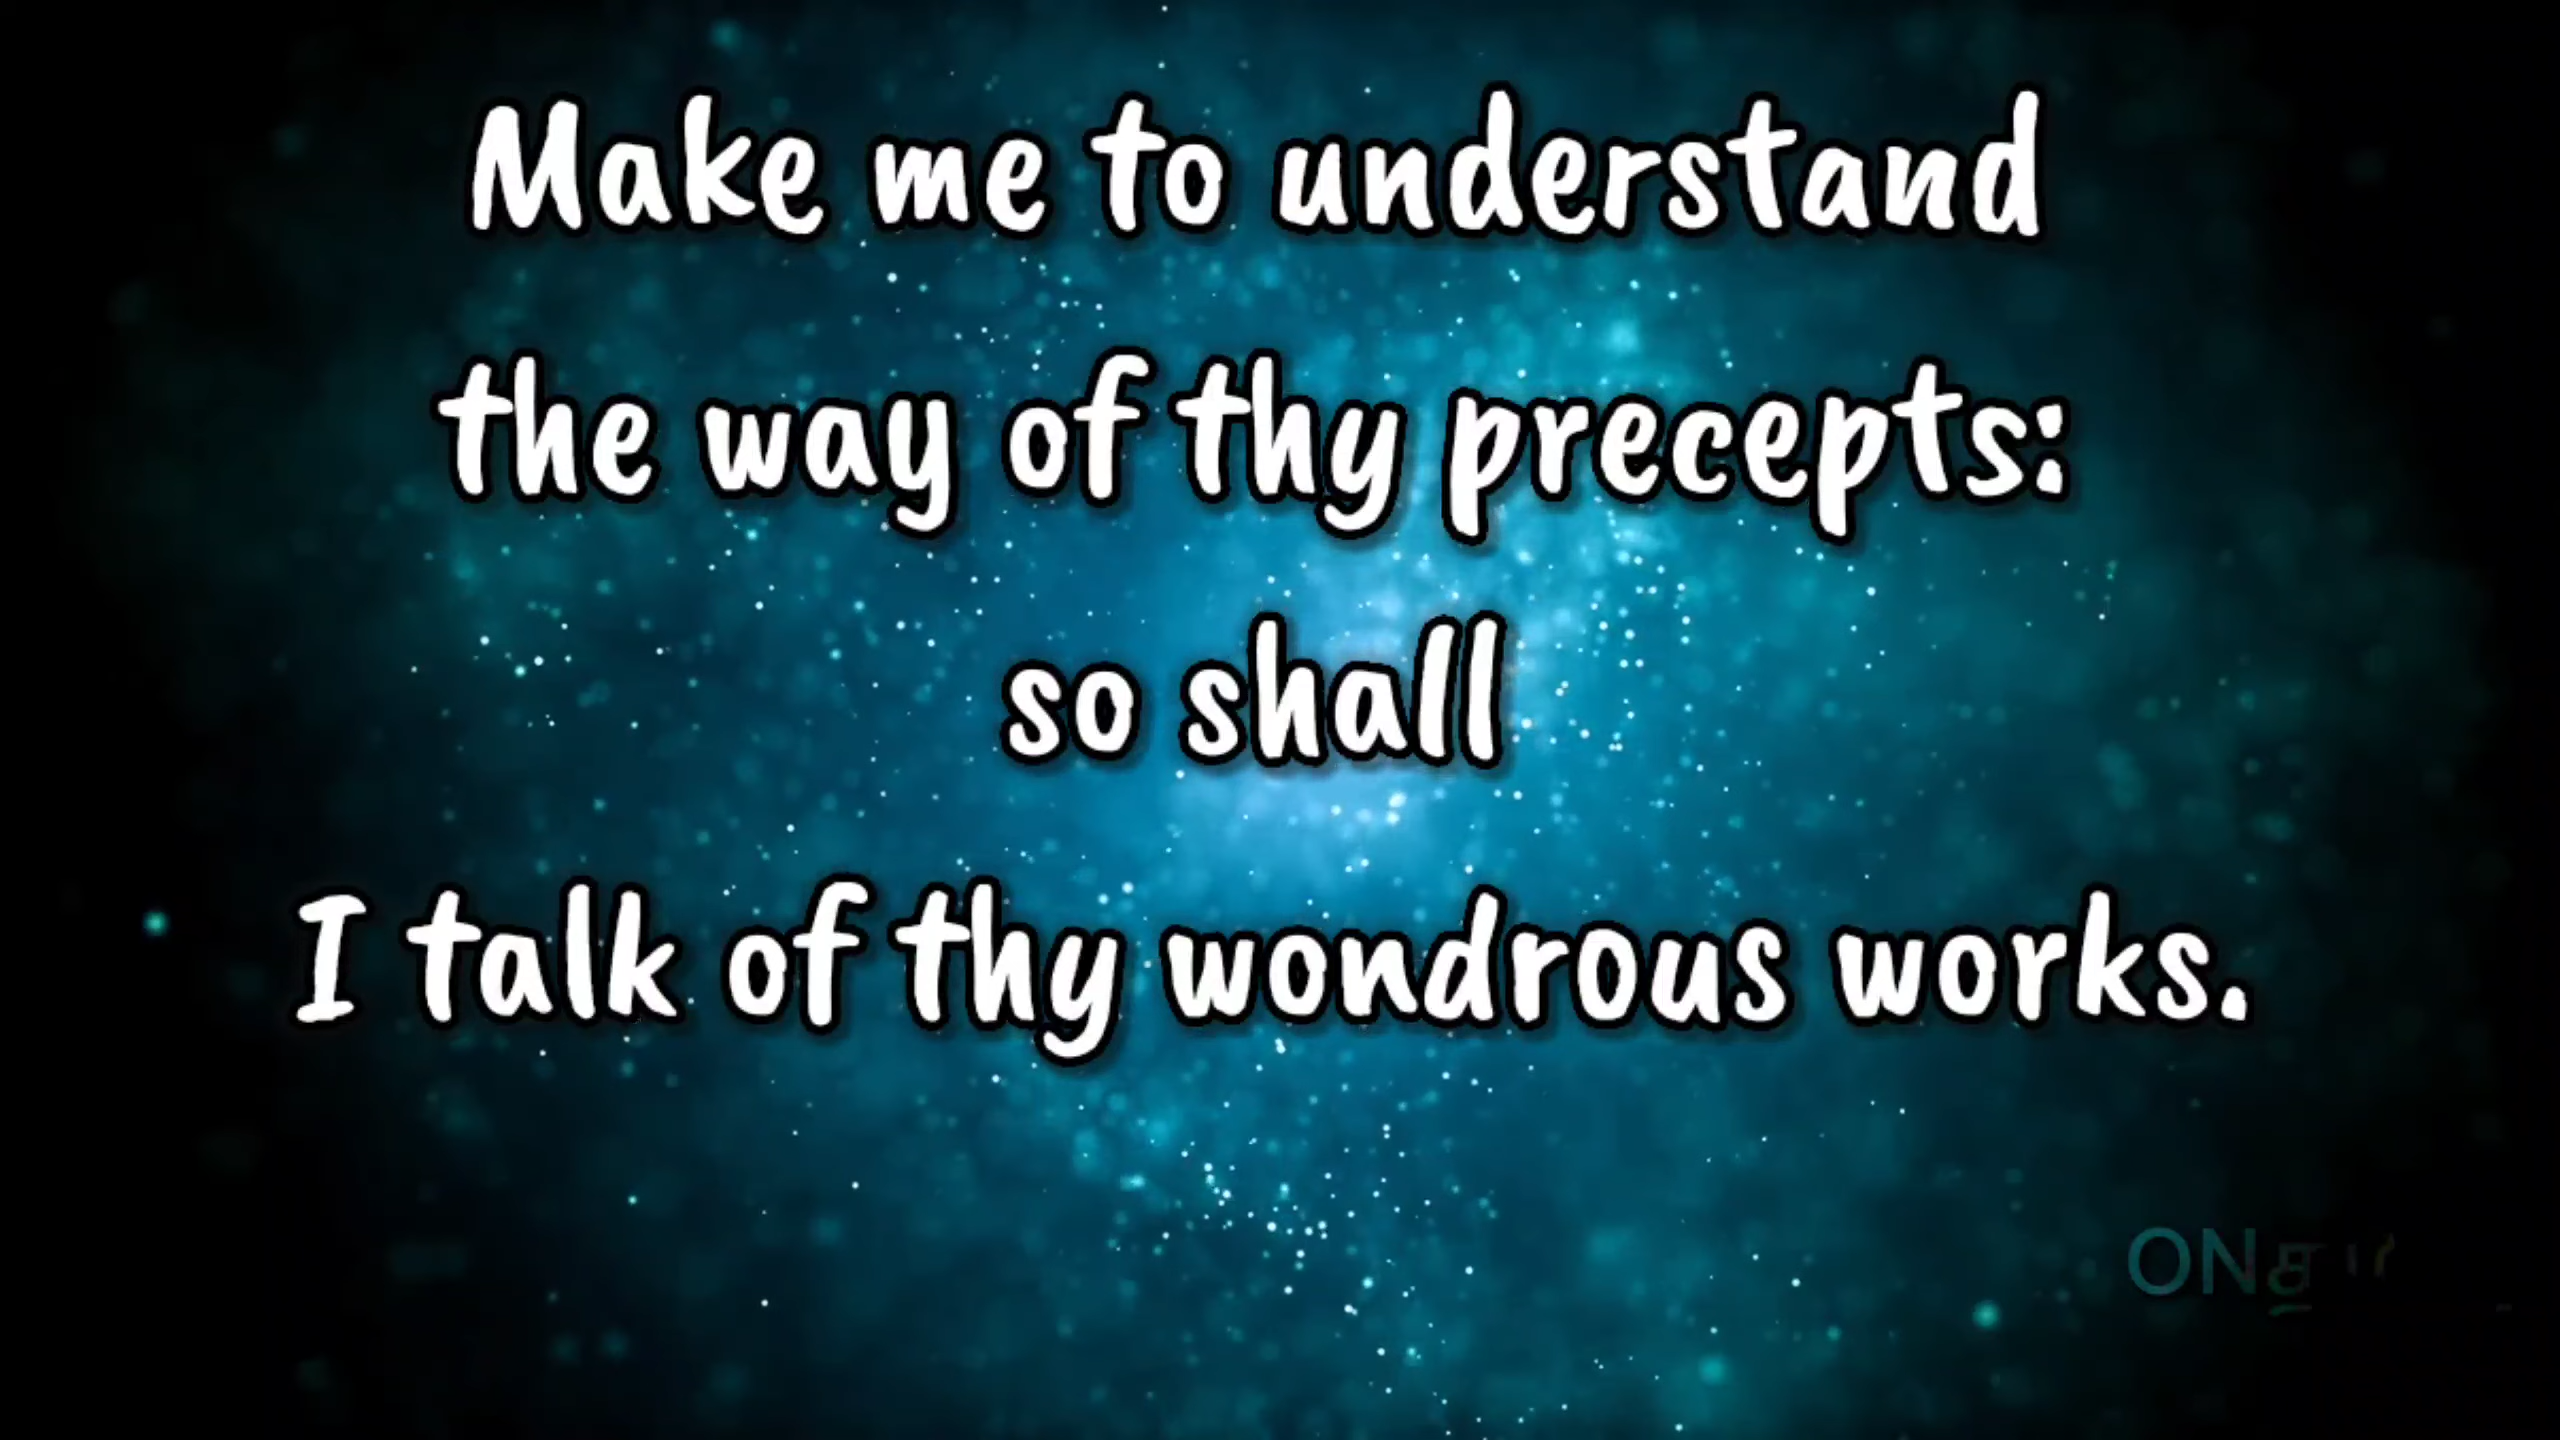 Make me to understand
the way of thy precepts:
so shall
I talk of thy wondrous works.